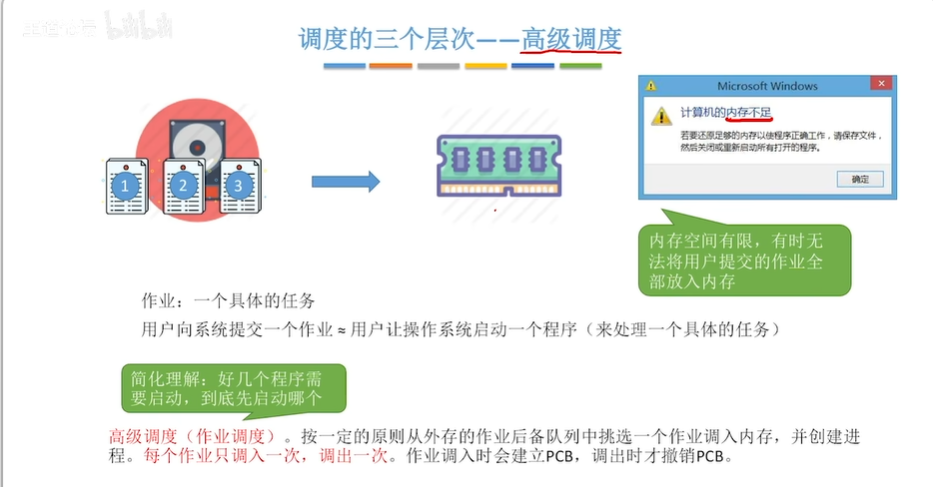 bilibili
调度的三个层次——高级调度
Microsoft Windows
计算机的内存不足
若要还原足够的内存以使程序正确工作，请保存文件，
然后关闭或重新启动所有打开的程序。
确定
1
2
3
内存空间有限，有时无
法将用户提交的作业全
部放入内存
作业：一个具体的任务
用户向系统提交一个作业 ≈ 用户让操作系统启动一个程序（来处理一个具体的任务）
简化理解：好几个程序需
要启动，到底先启动哪个
高级调度（作业调度）。按一定的原则从外存的作业后备队列中挑选一个作业调入内存，并创建进
程。每个作业只调入一次，调出一次。作业调入时会建立PCB，调出时才撤销PCB。